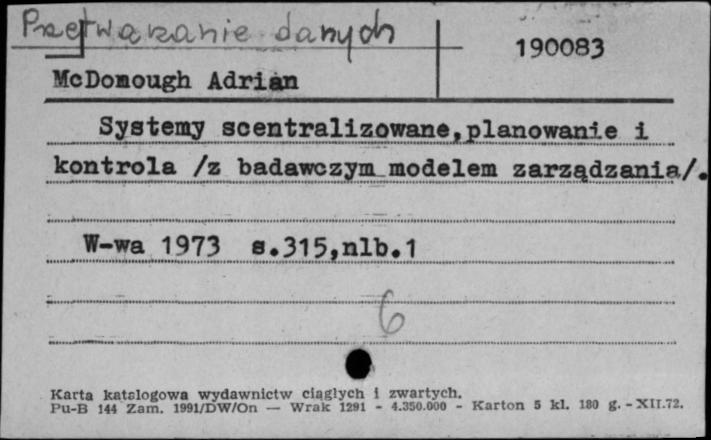 Przetwarzanie danych
190083
McDonough Adrian
Systemy scentralizowane,planowanie i
kontrola /z badawczym modelem zarządzania/.
W-wa 1973 s.315,nlb.1
6
Karta katalogowa wydawnictw ciągłych i zwartych.
Pu-B 144 Zam. 1991/DW/On — Wrak 1291 - 4.350.000 - Karton 5 kl. 180 g. - XII.72.